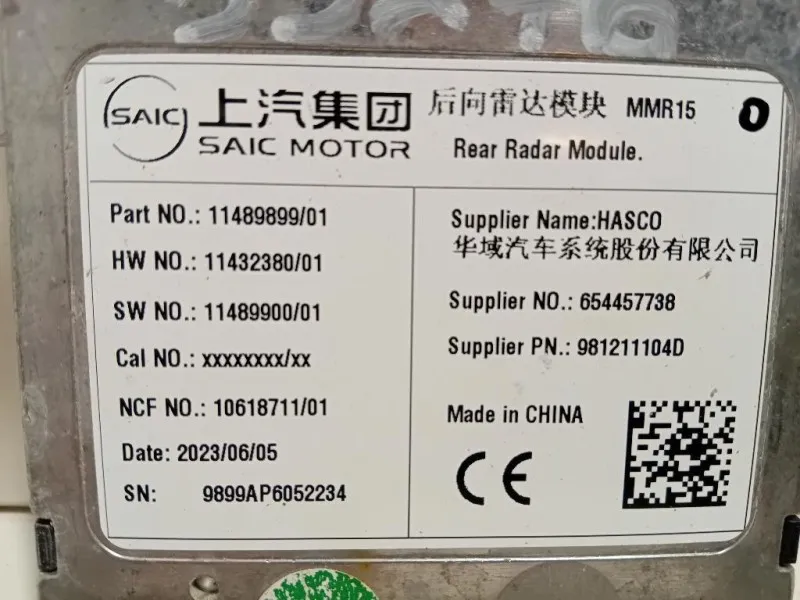 SAIC 上汽集团 后向雷达模块 MMR15 0
SAIC MOTOR Rear Radar Module.
Part NO.: 11489899/01
HW NO.: 11432380/01
SW NO.: 11489900/01
Cal NO.: xxxxxxxx/xx
NCF NO.: 10618711/01
Date: 2023/06/05
SN: 9899AP6052234
Supplier Name:HASCO
华域汽车系统股份有限公司
Supplier NO.: 654457738
Supplier PN.: 981211104D
Made in CHINA
CE